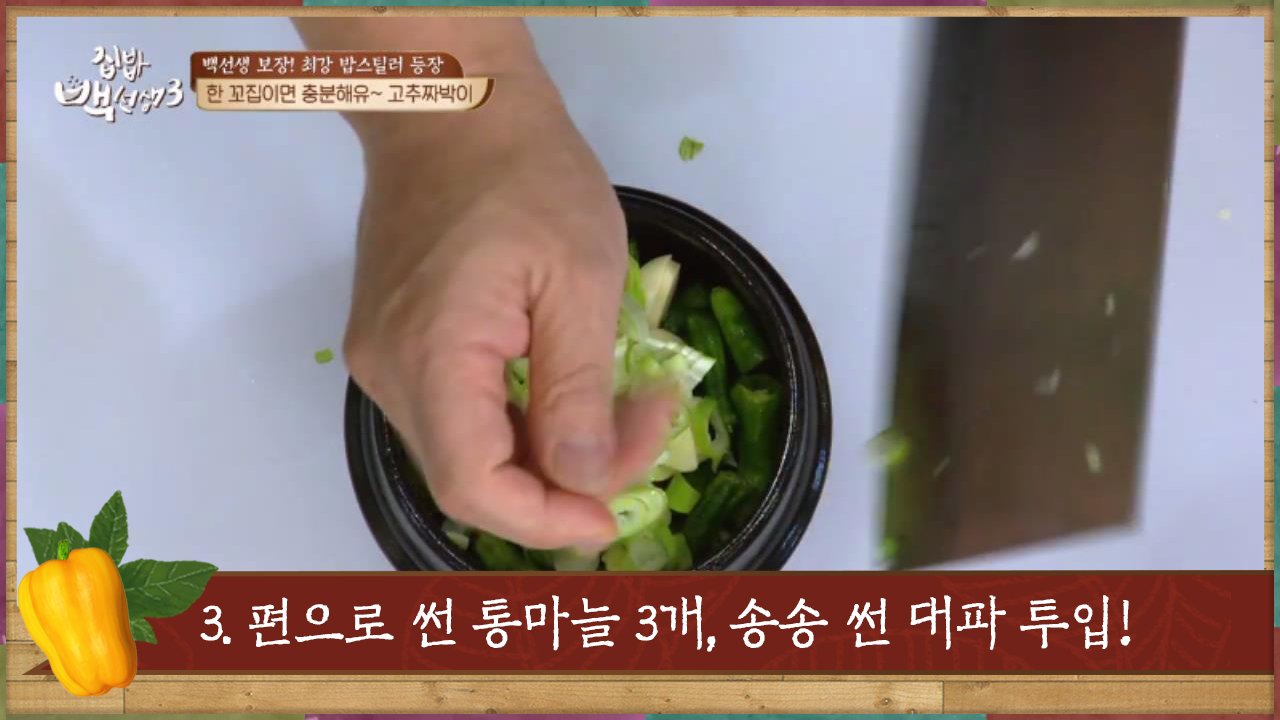 집밥
백선생3
백선생 보장! 최강 밥스틸러 등장
한 꼬집이면 충분해유~ 고추짜박이
3. 편으로 썬 통마늘 3개, 송송 썬 대파 투입!